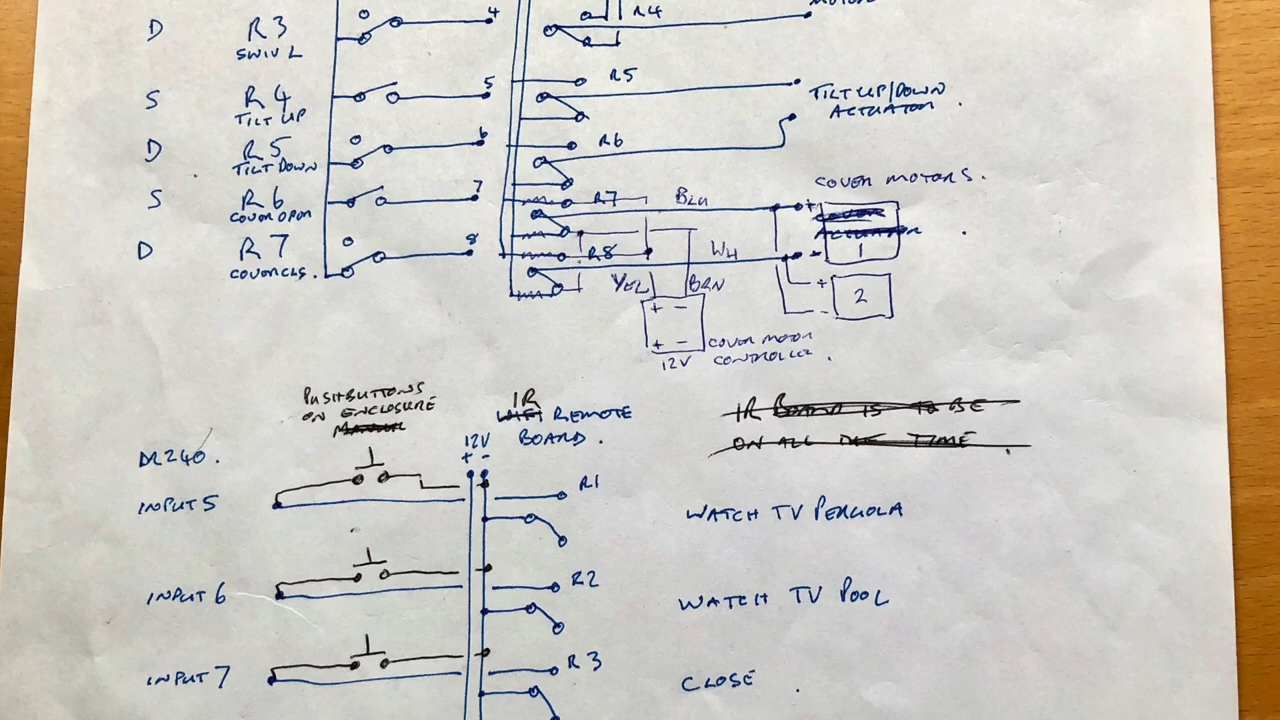 R4
D R3 4
SWIVL
R5
S R4 5
TILT UP
TILT UP/DOWN
ACTUATOR.
D R5 6 R6
TILT DOWN
COVER MOTORS.
S R6 7 R7 BLU +
COVER OPEN
D R7 8 R8 WH - 1
COVER CLS.
YEL BRN + 2
+ - -
+ -
12V COVER MOTOR
CONTROLLER.
PUSHBUTTONS
ON ENCLOSURE
IR
WIFI REMOTE
BOARD.
IR BOARD IS TO BE
ON ALL THE TIME.
12V
+ -
INPUT 5 R1 WATCH TV PERGOLA
INPUT 6 R2 WATCH TV POOL
INPUT 7 R3 CLOSE.